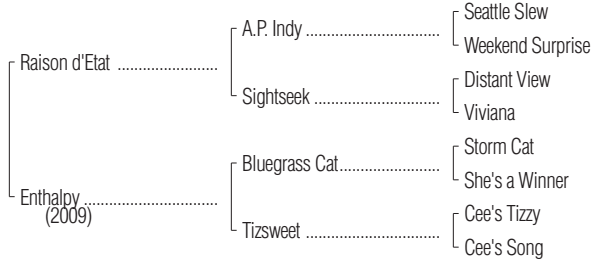 Seattle Slew
A.P. Indy ................................
Weekend Surprise
Raison d'Etat ........................
Distant View
Sightseek ..............................
Viviana
Storm Cat
Bluegrass Cat........................
She's a Winner
Enthalpy ................................
(2009)
Cee's Tizzy
Tizsweet ................................
Cee's Song